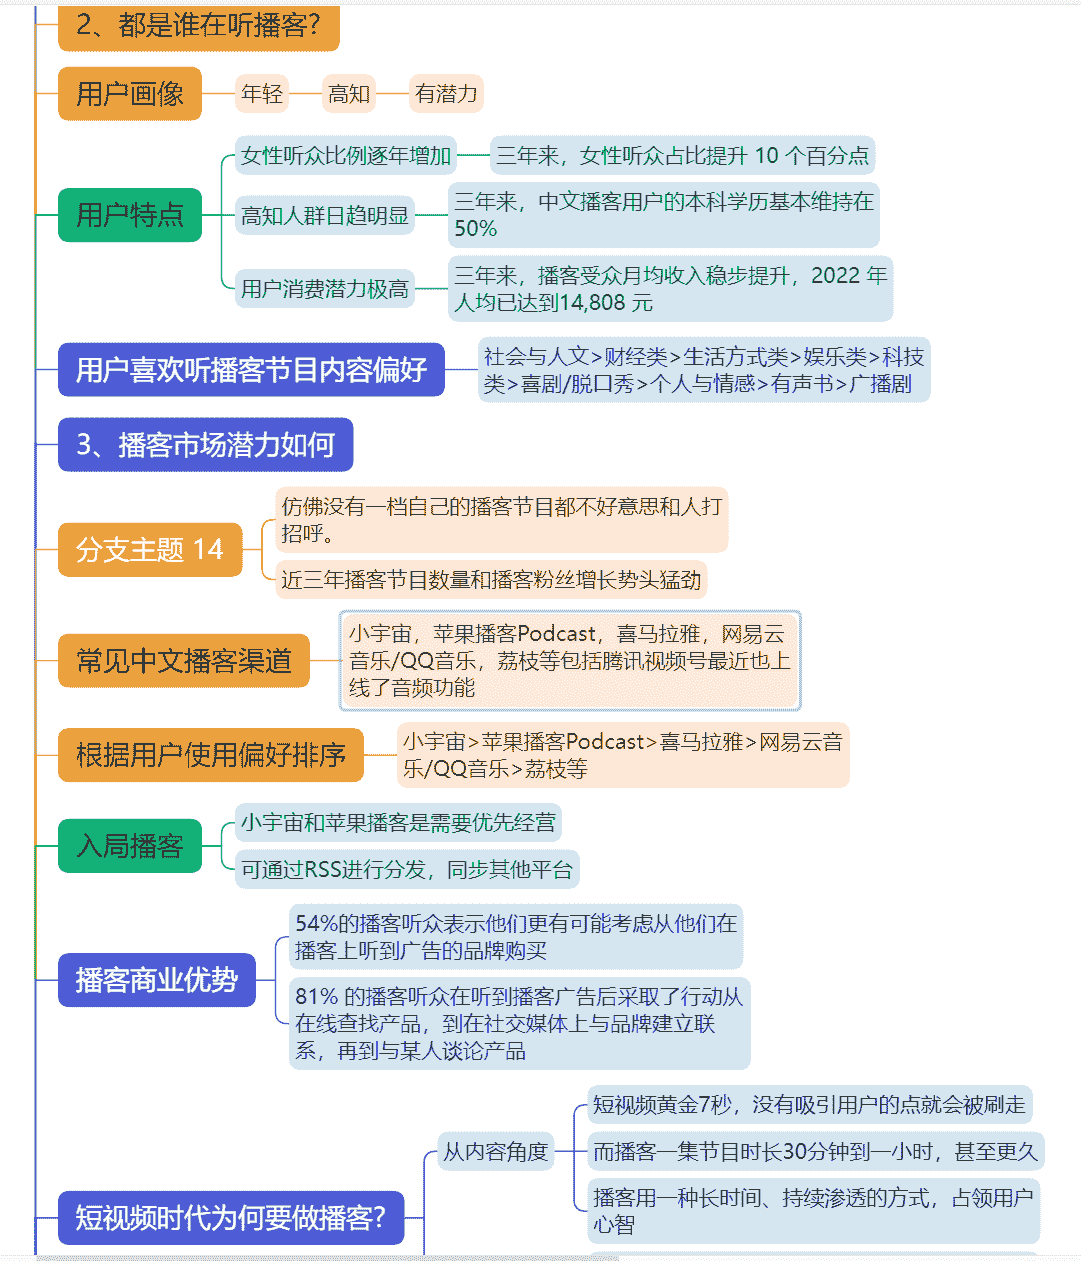 2、都是谁在听播客?
用户画像
年轻
高知
有潜力
用户特点
女性听众比例逐年增加
三年来，女性听众占比提升 10 个百分点
高知人群日趋明显
三年来，中文播客用户的本科学历基本维持在
50%
用户消费潜力极高
三年来，播客受众月均收入稳步提升，2022 年
人均已达到14,808 元
用户喜欢听播客节目内容偏好
社会与人文>财经类>生活方式类>娱乐类>科技
类>喜剧/脱口秀>个人与情感>有声书>广播剧
3、播客市场潜力如何
分支主题 14
仿佛没有一档自己的播客节目都不好意思和人打
招呼。
近三年播客节目数量和播客粉丝增长势头猛劲
常见中文播客渠道
小宇宙，苹果播客Podcast，喜马拉雅，网易云
音乐/QQ音乐，荔枝等包括腾讯视频号最近也上
线了音频功能
根据用户使用偏好排序
小宇宙>苹果播客Podcast>喜马拉雅>网易云音
乐/QQ音乐>荔枝等
入局播客
小宇宙和苹果播客是需要优先经营
可通过RSS进行分发，同步其他平台
播客商业优势
54%的播客听众表示他们更有可能考虑从他们在
播客上听到广告的品牌购买
81% 的播客听众在听到播客广告后采取了行动从
在线查找产品，到在社交媒体上与品牌建立联
系，再到与某人谈论产品
短视频时代为何要做播客?
从内容角度
短视频黄金7秒，没有吸引用户的点就会被刷走
而播客一集节目时长30分钟到一小时，甚至更久
播客用一种长时间、持续渗透的方式，占领用户
心智